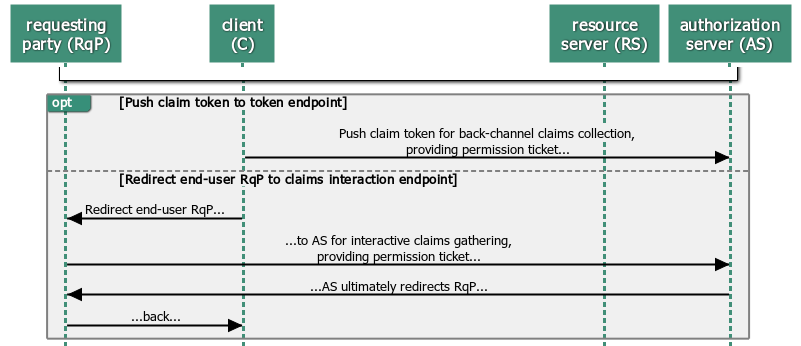 requesting
party (RqP)
client
(C)
resource
server (RS)
authorization
server (AS)
opt
[Push claim token to token endpoint]
Push claim token for back-channel claims collection,
providing permission ticket...
[Redirect end-user RqP to claims interaction endpoint]
Redirect end-user RqP...
...to AS for interactive claims gathering,
providing permission ticket...
...AS ultimately redirects RqP...
...back...